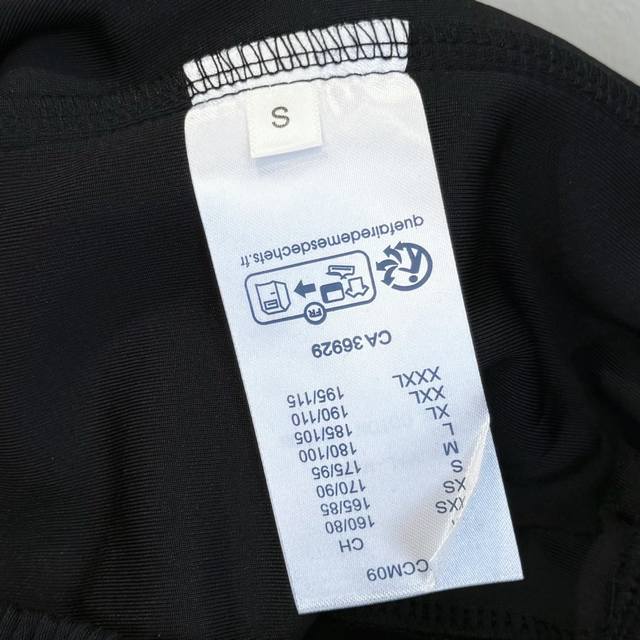 CCM09
CH
XXS 160/80
XS 165/85
S 170/90
M 175/95
L 180/100
XL 185/105
XXL 190/110
XXXL 195/115
CA 36929
FR
quefairedemesdechets.fr
S